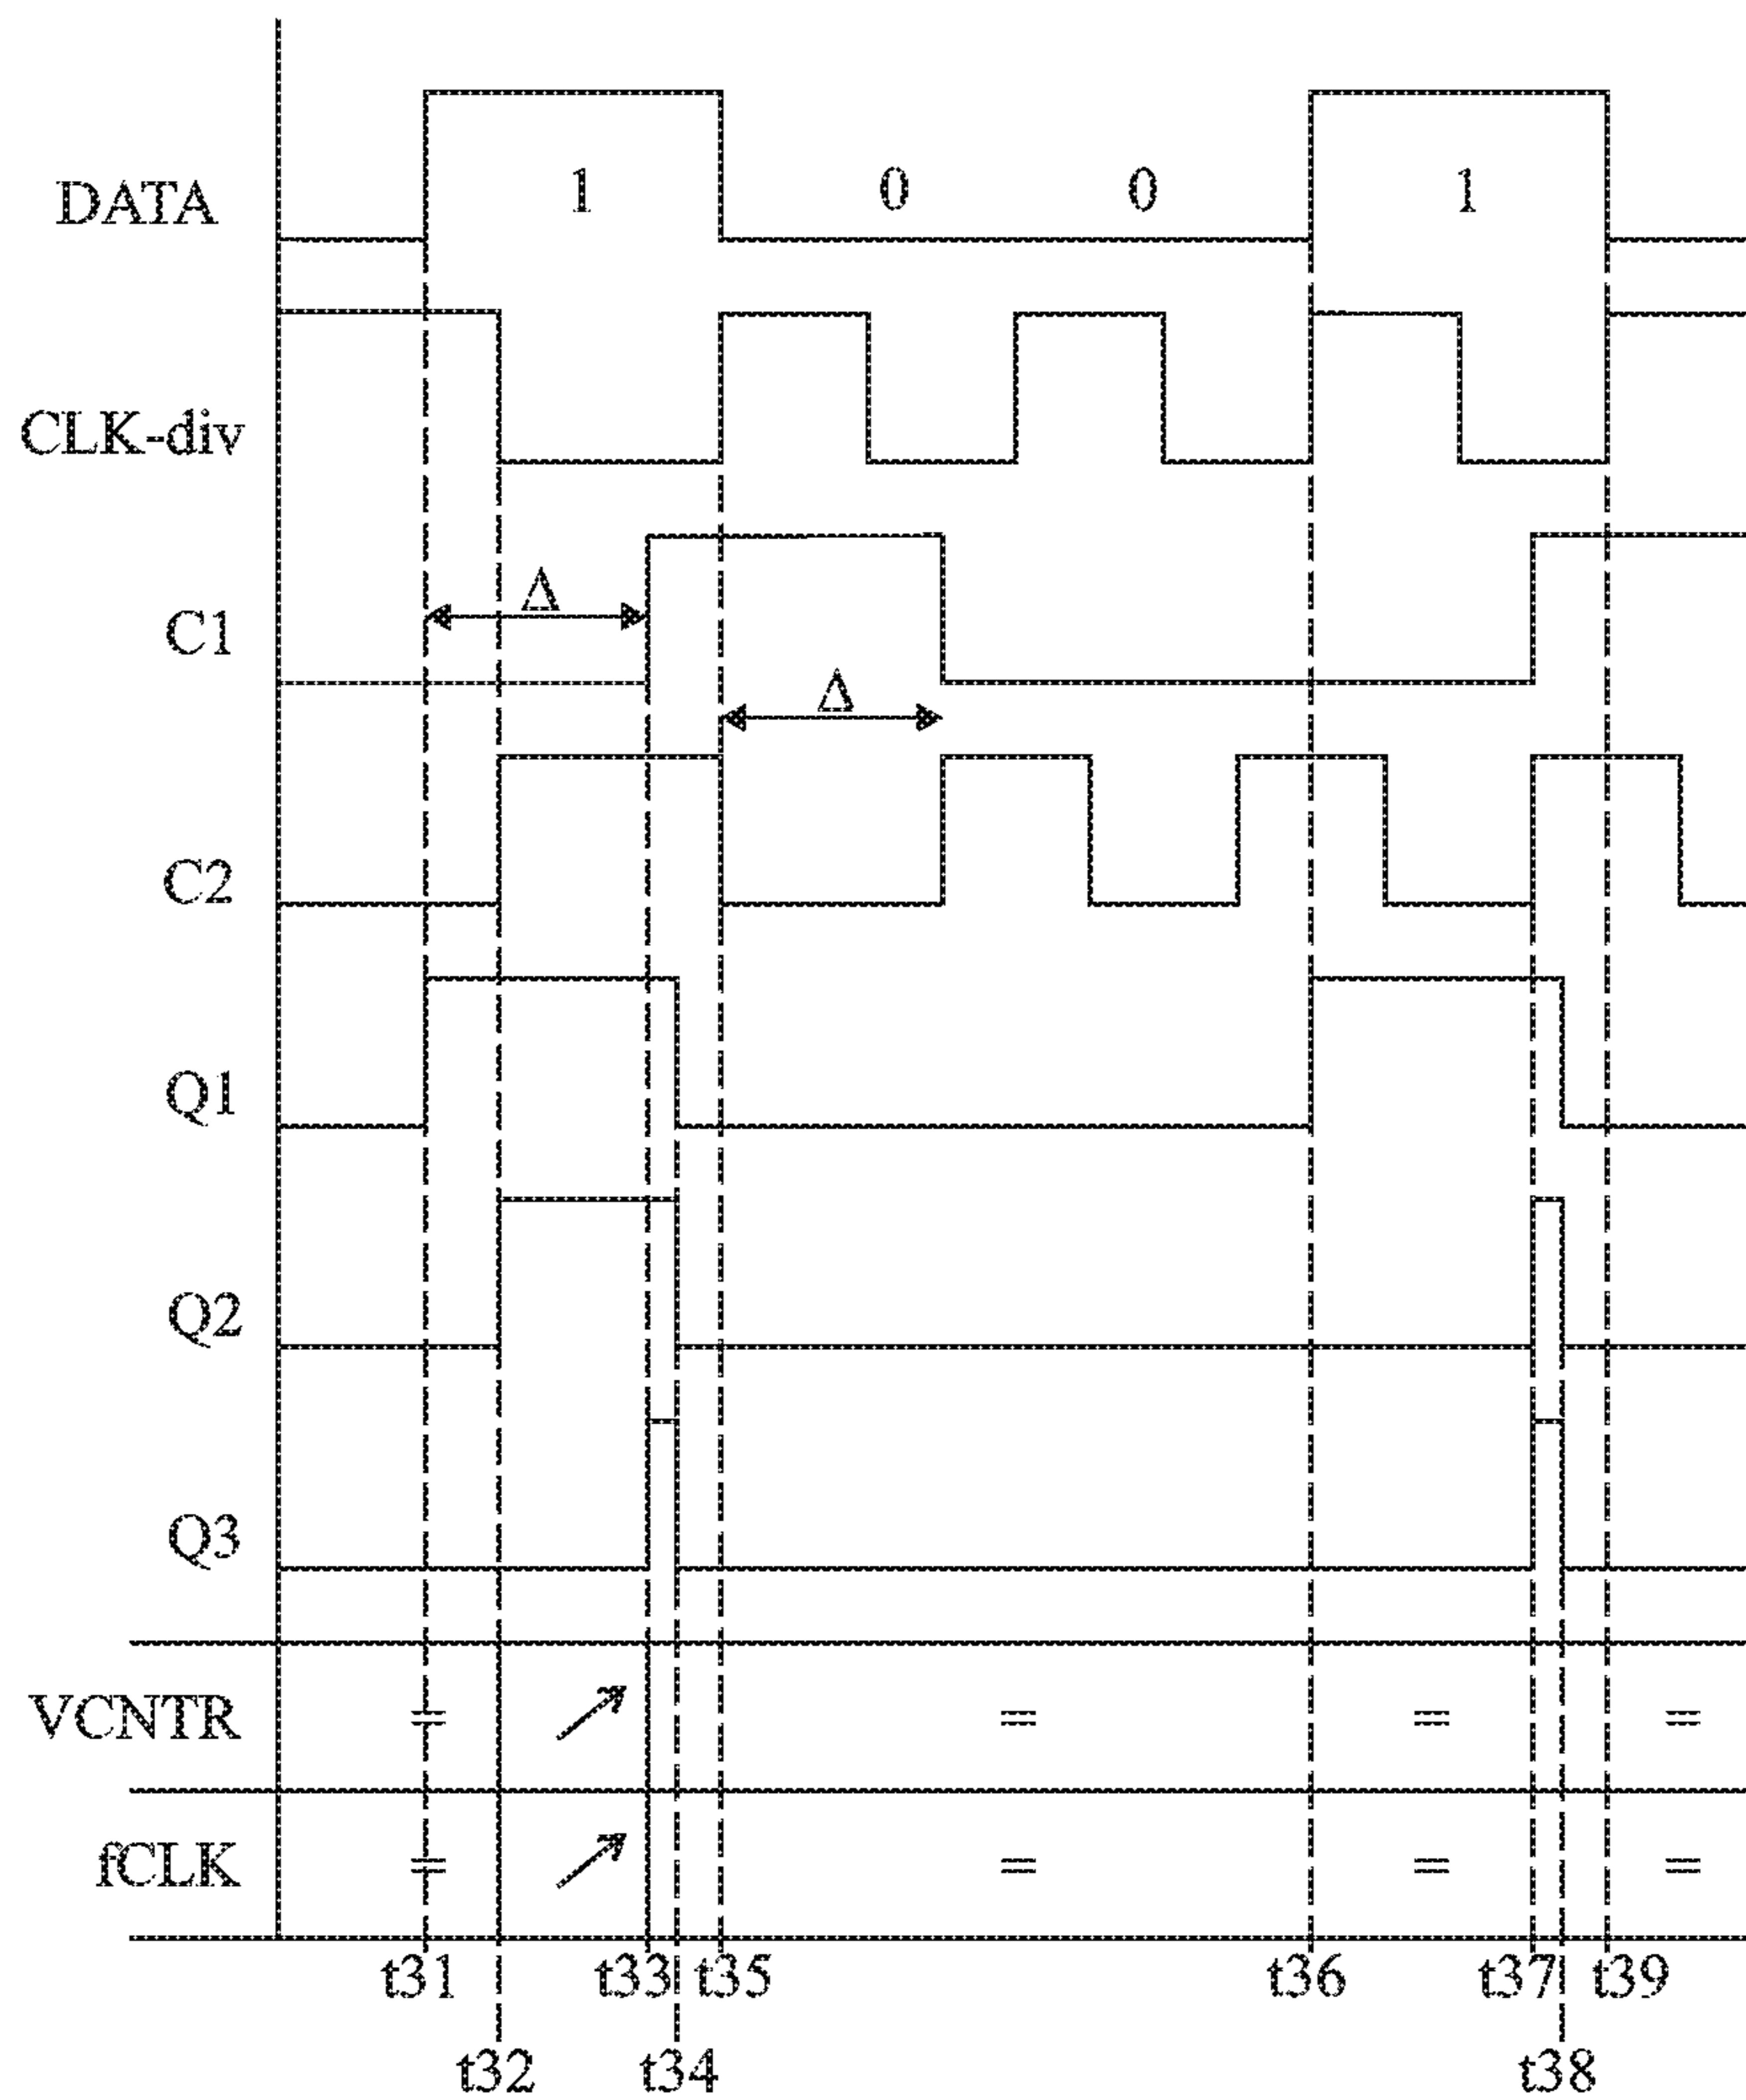 DATA 1 0 0 1
CLK-div
C1 Δ
Δ
C2
Q1
Q2
Q3
VCNTR = = = =
fCLK = = = =
t31 t33 t35 t36 t37 t39
t32 t34 t38